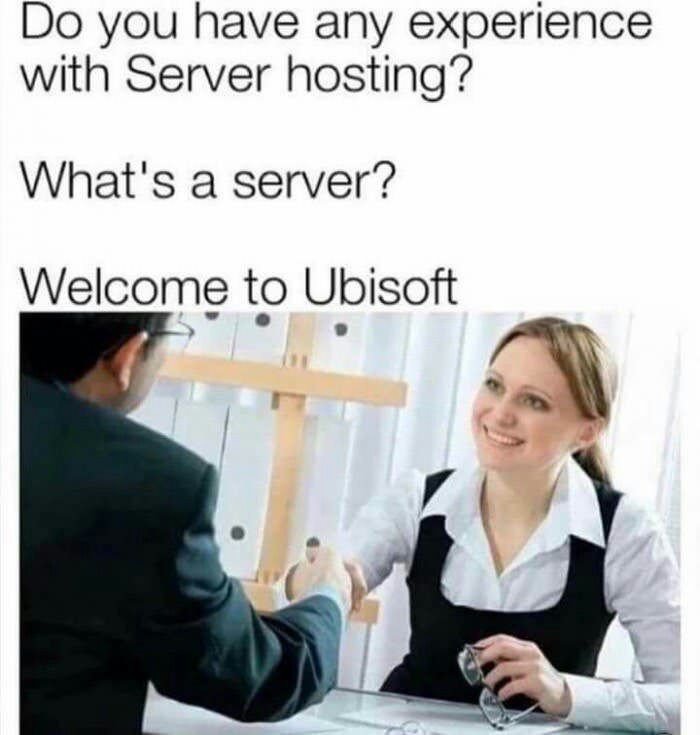 Do you have any experience
with Server hosting?
What's a server?
Welcome to Ubisoft